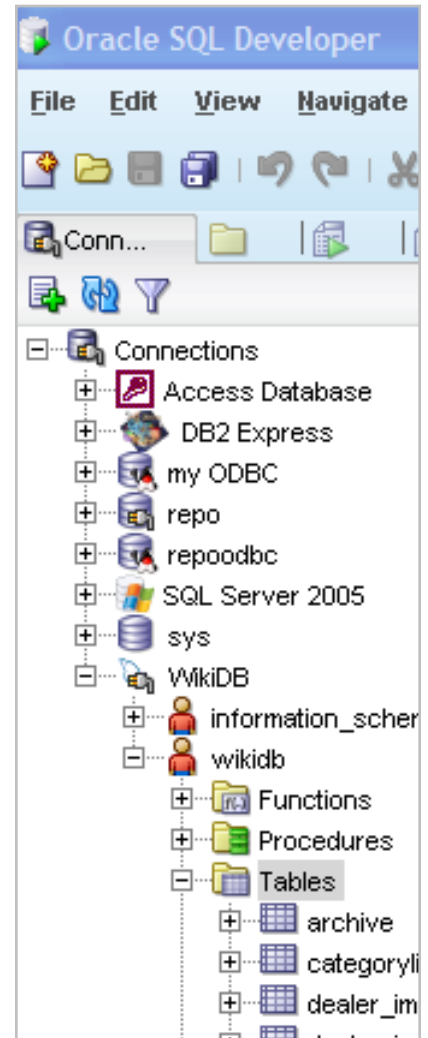 Oracle SQL Developer
File Edit View Navigate
Conn...
Connections
Access Database
DB2 Express
my ODBC
repo
repoodbc
SQL Server 2005
sys
WikiDB
information_scher
wikidb
Functions
Procedures
Tables
archive
categoryli
dealer_im